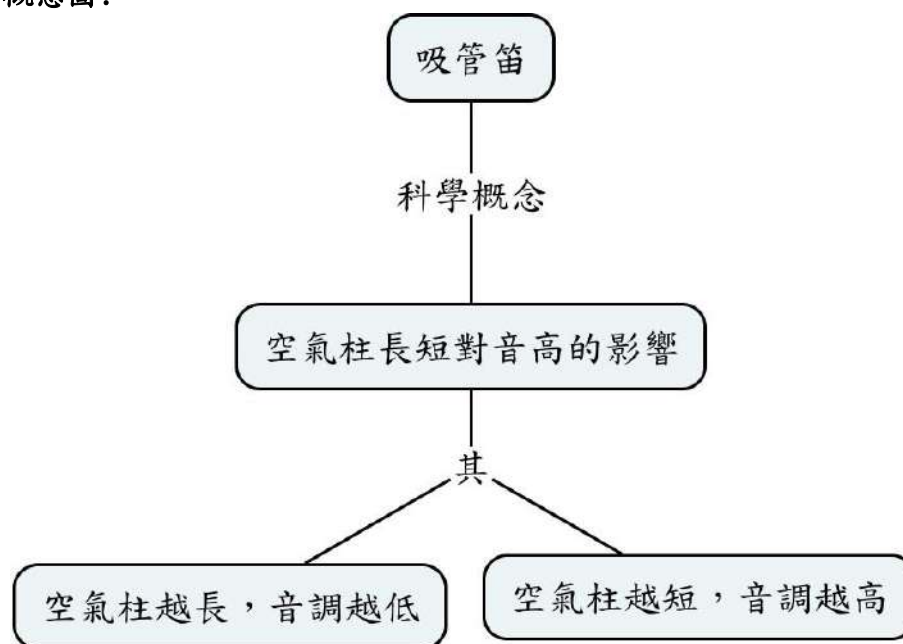 概念圖:
吸管笛
科學概念
空氣柱長短對音高的影響
其
空氣柱越長，音調越低
空氣柱越短，音調越高